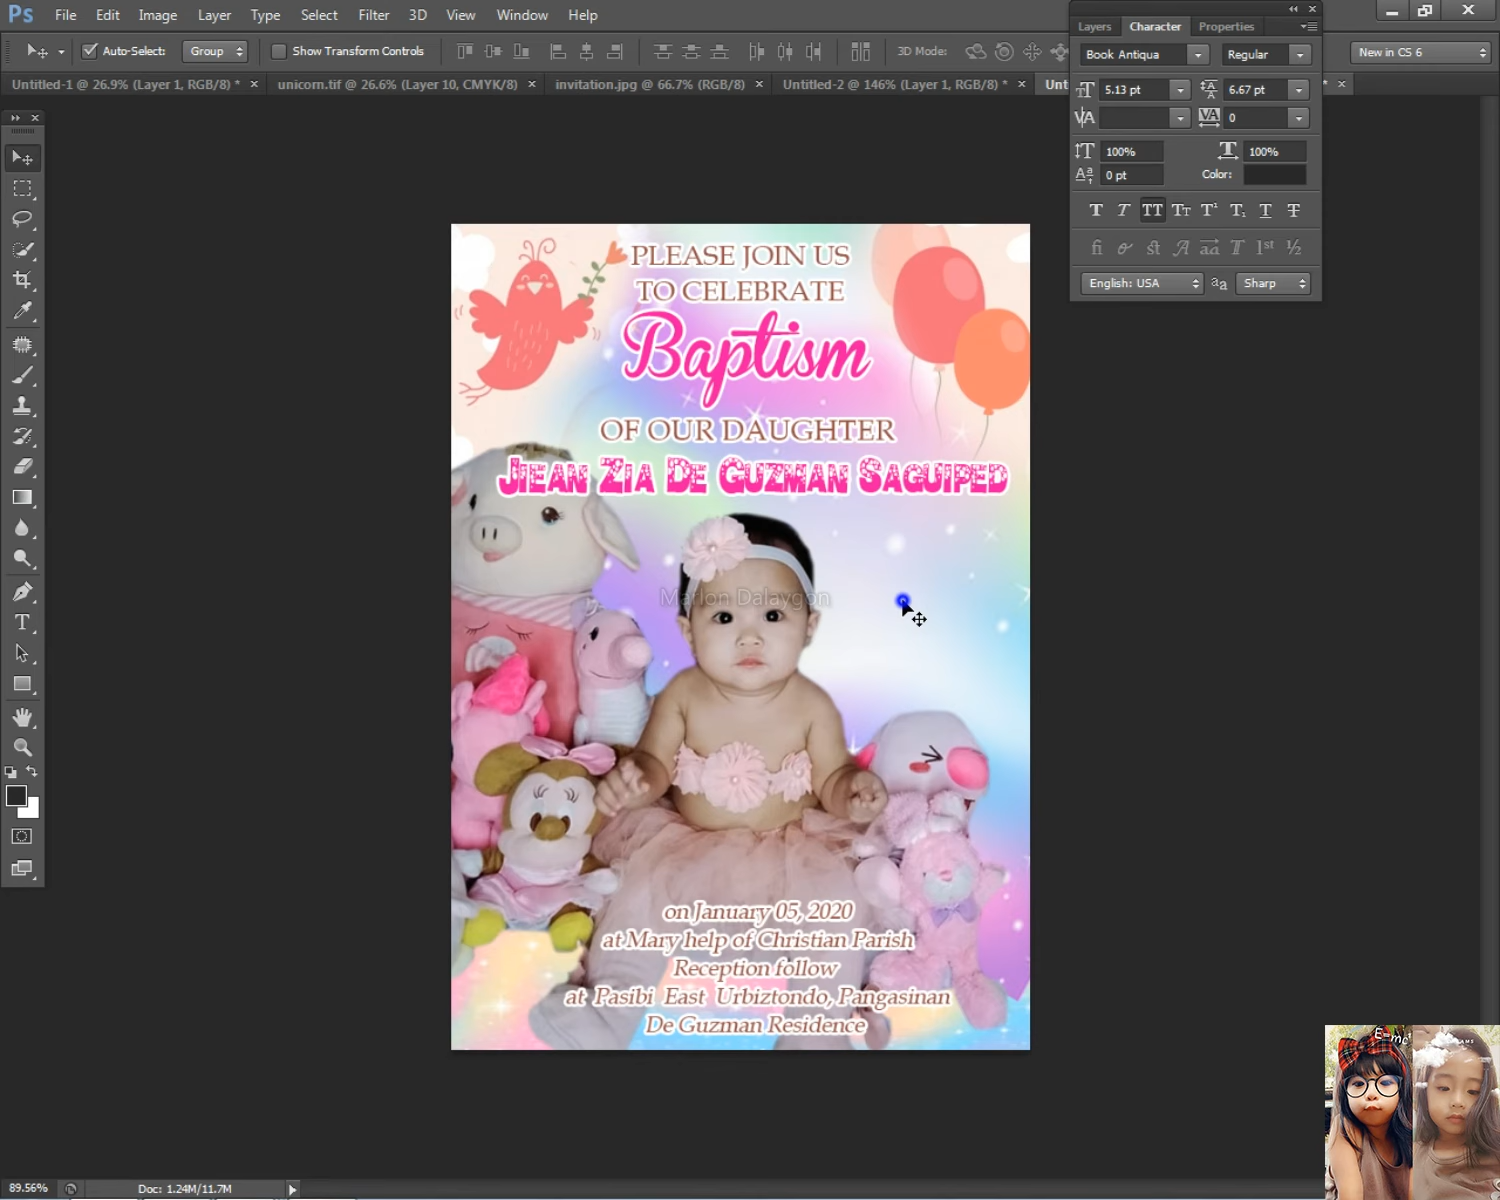 Ps File Edit Image Layer Type Select Filter 3D View Window Help
Auto-Select: Group Show Transform Controls 3D Mode: New in CS 6
Untitled-1 @ 26.9% (Layer 1, RGB/8) * unicorn.tif @ 26.6% (Layer 10, CMYK/8) invitation.jpg @ 66.7% (RGB/8) Untitled-2 @ 146% (Layer 1, RGB/8) * Unt *
Layers Character Properties
Book Antiqua Regular
5.13 pt 6.67 pt
0
100% 100%
0 pt Color:
English: USA Sharp
PLEASE JOIN US
TO CELEBRATE
Baptism
OF OUR DAUGHTER
Jiean Zia De Guzman Saguiped
Marlon Dalaygon
on January 05, 2020
at Mary help of Christian Parish
Reception follow
at Pasibi East Urbiztondo, Pangasinan
De Guzman Residence
89.56% Doc: 1.24M/11.7M